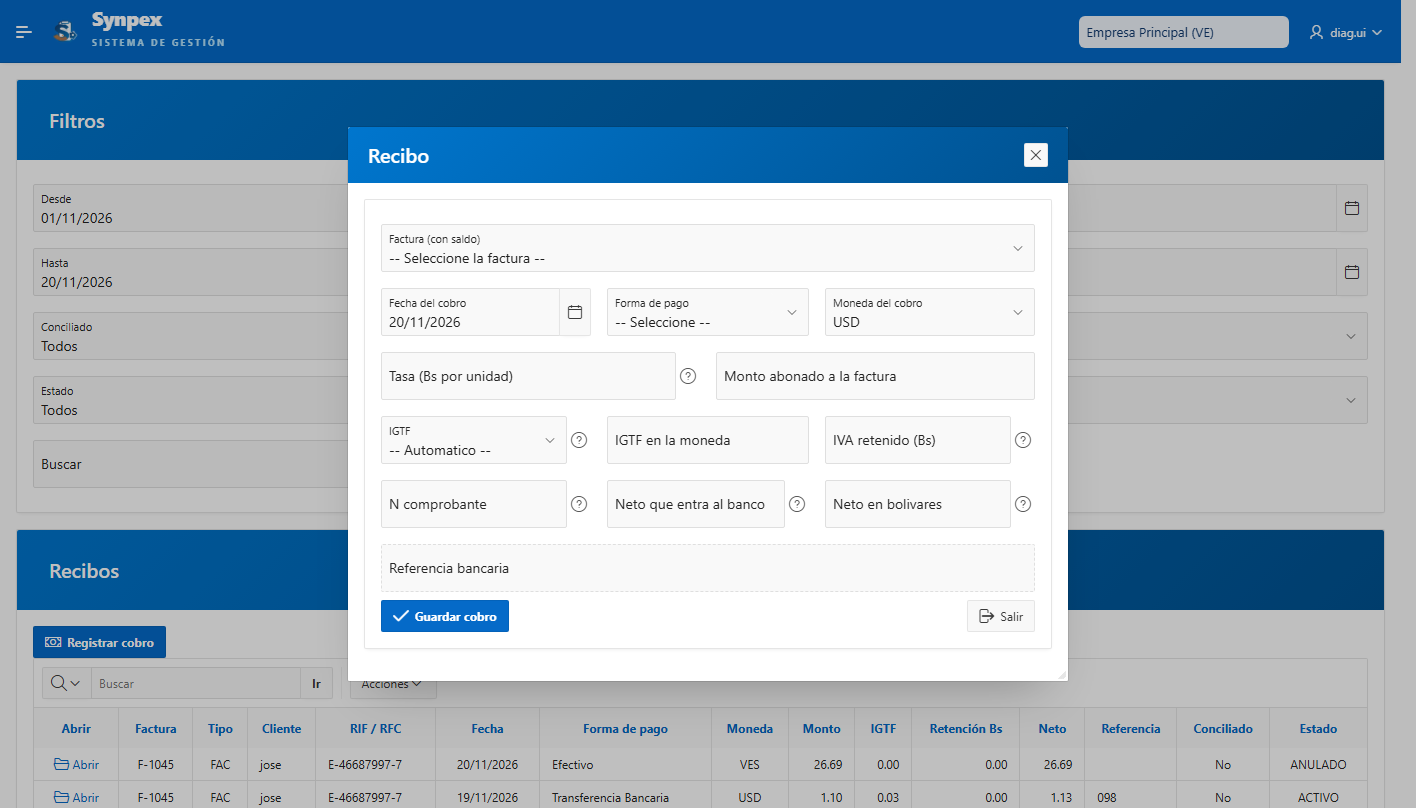 Synpex
SISTEMA DE GESTIÓN
Empresa Principal (VE)
diag.ui
Filtros
Desde
01/11/2026
Hasta
20/11/2026
Conciliado
Todos
Estado
Todos
Buscar
Recibo
Factura (con saldo)
-- Seleccione la factura --
Fecha del cobro
20/11/2026
Forma de pago
-- Seleccione --
Moneda del cobro
USD
Tasa (Bs por unidad)
Monto abonado a la factura
IGTF
-- Automatico --
IGTF en la moneda
IVA retenido (Bs)
N comprobante
Neto que entra al banco
Neto en bolivares
Referencia bancaria
Guardar cobro
Salir
Recibos
Registrar cobro
Buscar
Ir
Acciones
Abrir Factura Tipo Cliente RIF / RFC Fecha Forma de pago Moneda Monto IGTF Retención Bs Neto Referencia Conciliado Estado
Abrir F-1045 FAC jose E-46687997-7 20/11/2026 Efectivo VES 26.69 0.00 0.00 26.69 No ANULADO
Abrir F-1045 FAC jose E-46687997-7 19/11/2026 Transferencia Bancaria USD 1.10 0.03 0.00 1.13 098 No ACTIVO